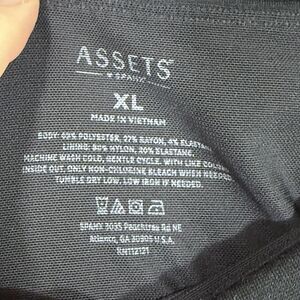 ASSETS
♥ SPANX
XL
MADE IN VIETNAM
BODY: 69% POLYESTER, 27% RAYON, 4% ELASTANE
LINING: 80% NYLON, 20% ELASTANE.
MACHINE WASH COLD, GENTLE CYCLE. WITH LIKE COLORS
INSIDE OUT. ONLY NON-CHLORINE BLEACH WHEN NEEDED.
TUMBLE DRY LOW. LOW IRON IF NEEDED.
SPANX 3035 Peachtree Rd NE
Atlanta, GA 30305 U.S.A.
RN112121